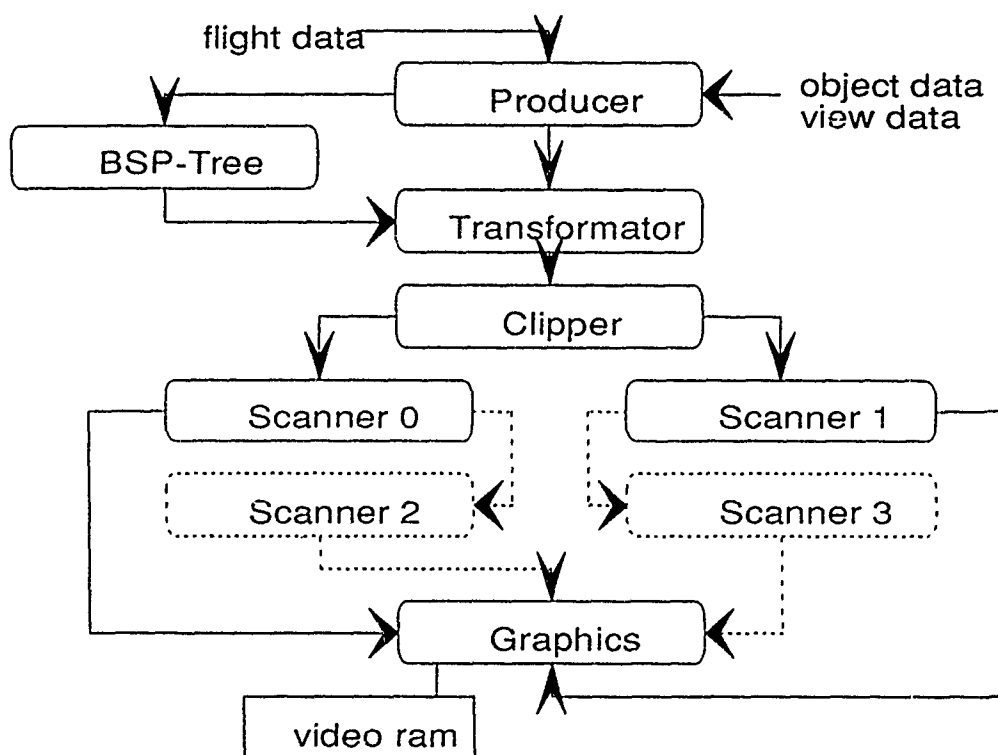 flight data
Producer
object data
view data
BSP-Tree
Transformator
Clipper
Scanner 0
Scanner 1
Scanner 2
Scanner 3
Graphics
video ram